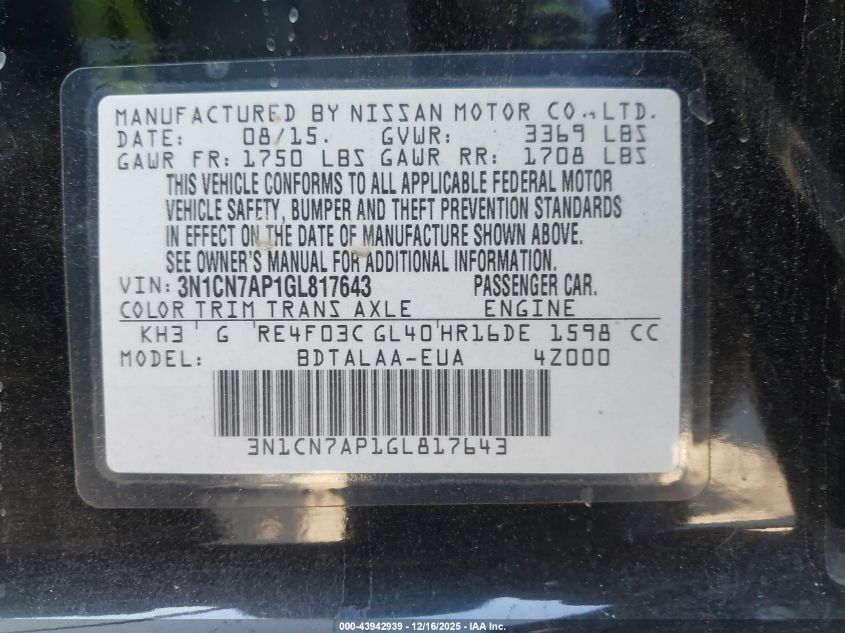 MANUFACTURED BY NISSAN MOTOR CO., LTD.
DATE: 08/15. GVWR: 3369 LBS
GAWR FR: 1750 LBS GAWR RR: 1708 LBS
THIS VEHICLE CONFORMS TO ALL APPLICABLE FEDERAL MOTOR
VEHICLE SAFETY, BUMPER AND THEFT PREVENTION STANDARDS
IN EFFECT ON THE DATE OF MANUFACTURE SHOWN ABOVE.
SEE OWNER'S MANUAL FOR ADDITIONAL INFORMATION.
VIN: 3N1CN7AP1GL817643 PASSENGER CAR.
COLOR TRIM TRANS AXLE ENGINE
KH3 G RE4F03C GL40 HR16DE 1598 CC
MODEL: BDTALAA-EUA 4Z000
3N1CN7AP1GL817643
000-43942939 - 12/16/2025 - IAA Inc.